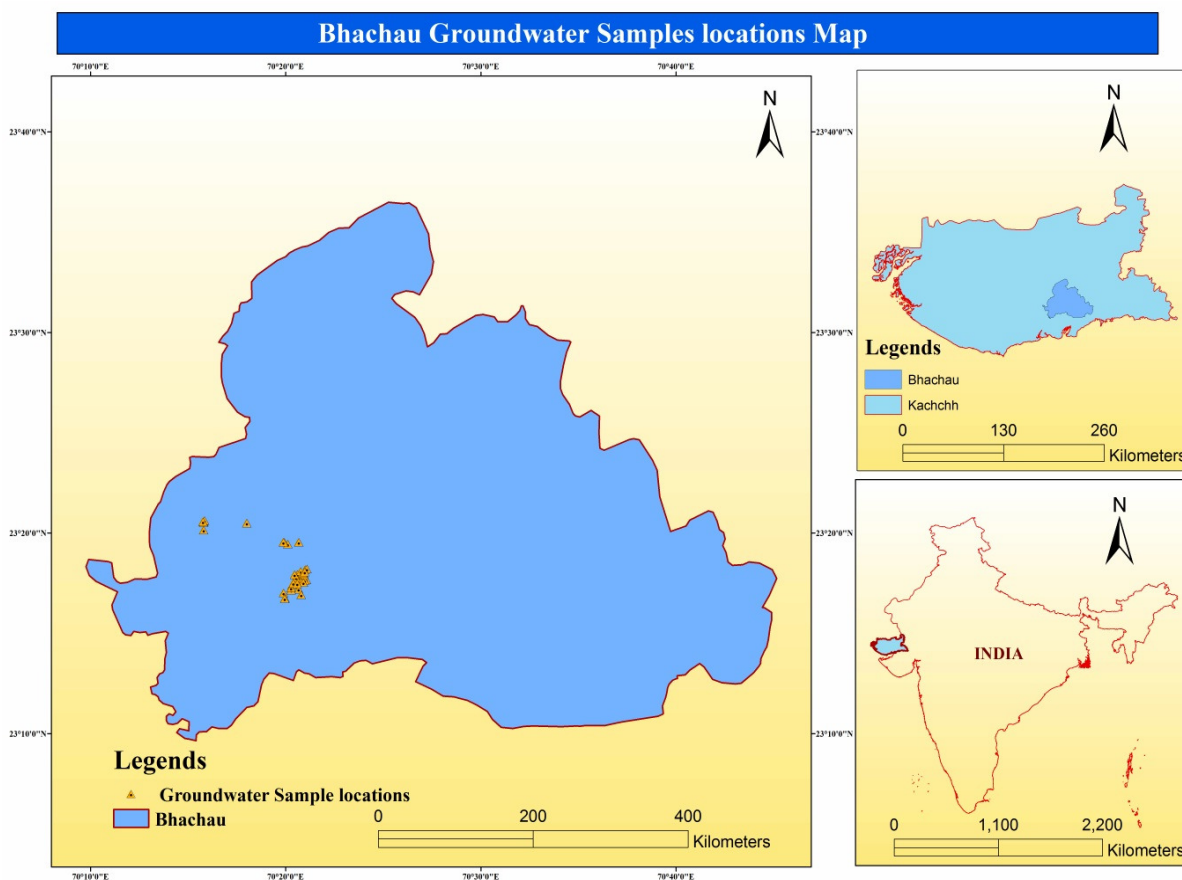 Bhachau Groundwater Samples locations Map
70°10'0"E 70°20'0"E 70°30'0"E 70°40'0"E
N
23°40'0"N
23°30'0"N
23°20'0"N
23°10'0"N
Legends
Groundwater Sample locations
Bhachau
0 200 400
Kilometers
70°10'0"E 70°20'0"E 70°30'0"E 70°40'0"E
N
Legends
Bhachau
Kachchh
0 130 260
Kilometers
N
INDIA
0 1,100 2,200
Kilometers